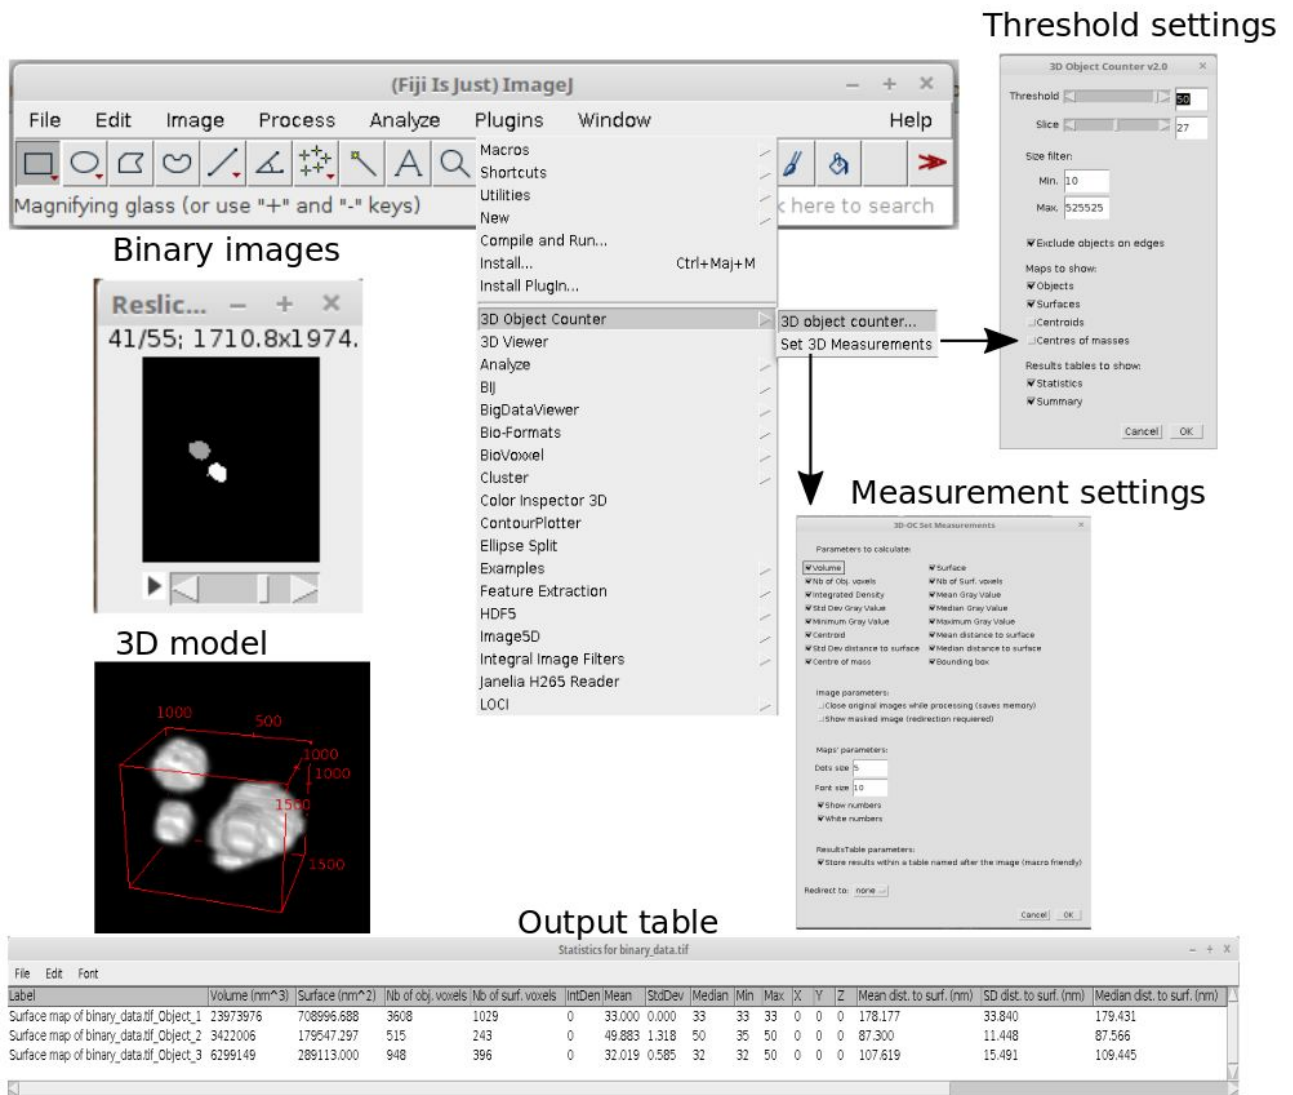 Threshold settings
(Fiji Is Just) ImageJ
File Edit Image Process Analyze Plugins Window Help
Magnifying glass (or use "+" and "-" keys)
k here to search
Macros
Shortcuts
Utilities
New
Compile and Run...
Install... Ctrl+Maj+M
Install PlugIn...
3D Object Counter
3D Viewer
Analyze
BIJ
BigDataViewer
Bio-Formats
BioVoxxel
Cluster
Color Inspector 3D
ContourPlotter
Ellipse Split
Examples
Feature Extraction
HDF5
Image5D
Integral Image Filters
Janelia H265 Reader
LOCI
3D object counter...
Set 3D Measurements
3D Object Counter v2.0
Threshold 50
Slice 27
Size filter:
Min. 10
Max. 525525
Exclude objects on edges
Maps to show:
Objects
Surfaces
Centroids
Centres of masses
Results tables to show:
Statistics
Summary
Cancel OK
Binary images
Reslic...
41/55; 1710.8x1974.
3D model
1000
500
1000
1000
1500
1500
Measurement settings
3D-OC Set Measurements
Parameters to calculate:
Volume Surface
Nb of Obj. voxels Nb of Surf. voxels
Integrated Density Mean Gray Value
Std Dev Gray Value Median Gray Value
Minimum Gray Value Maximum Gray Value
Centroid Mean distance to surface
Std Dev distance to surface Median distance to surface
Centre of mass Bounding box
Image parameters:
Close original images while processing (saves memory)
Show masked image (redirection requiered)
Maps' parameters:
Dots size 5
Font size 10
Show numbers
White numbers
ResultsTable parameters:
Store results within a table named after the image (macro friendly)
Redirect to: none
Cancel OK
Output table
Statistics for binary_data.tif
File Edit Font
Label Volume (nm^3) Surface (nm^2) Nb of obj. voxels Nb of surf. voxels IntDen Mean StdDev Median Min Max X Y Z Mean dist. to surf. (nm) SD dist. to surf. (nm) Median dist. to surf. (nm)
Surface map of binary_data.tif_Object_1 23973976 708996.688 3608 1029 0 33.000 0.000 33 33 33 0 0 0 178.177 33.840 179.431
Surface map of binary_data.tif_Object_2 3422006 179547.297 515 243 0 49.883 1.318 50 35 50 0 0 0 87.300 11.448 87.566
Surface map of binary_data.tif_Object_3 6299149 289113.000 948 396 0 32.019 0.585 32 32 50 0 0 0 107.619 15.491 109.445